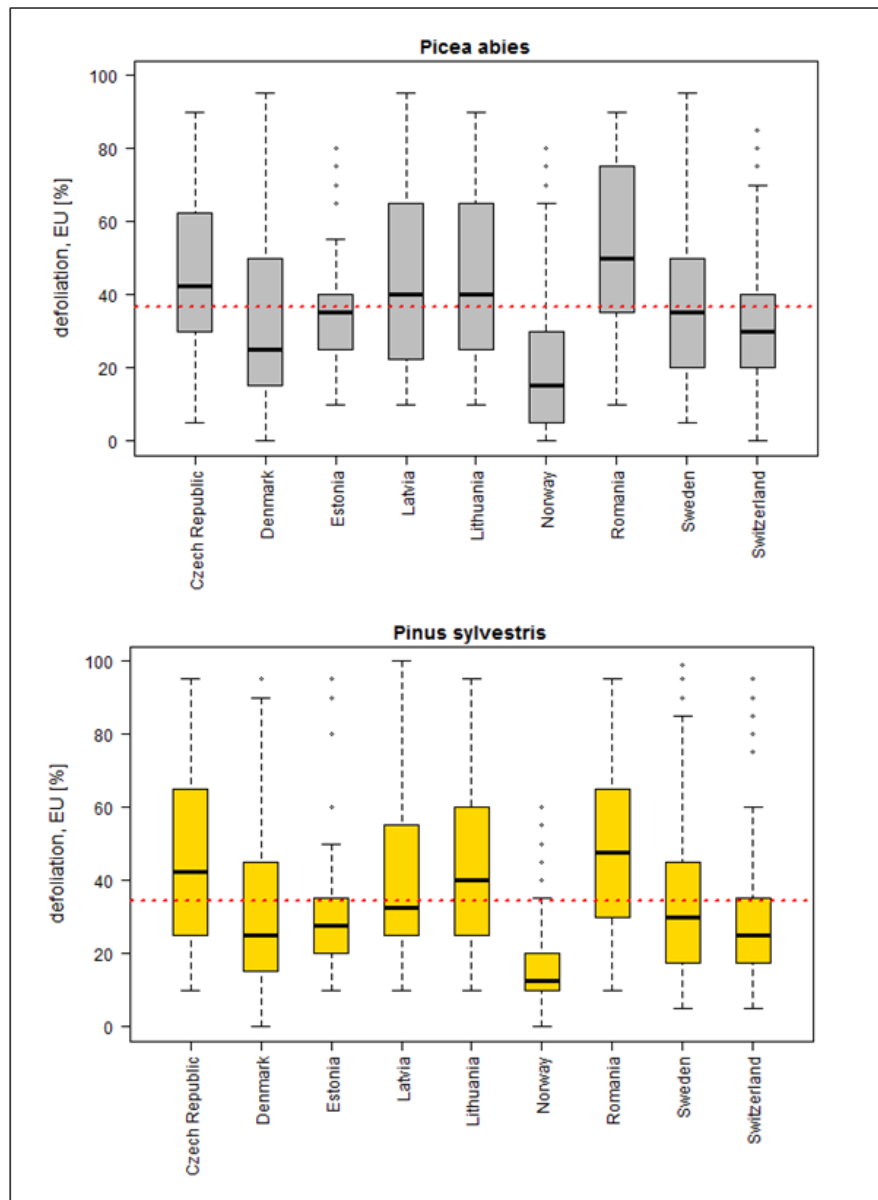 Picea abies
100
80
60
40
20
0
defoliation, EU [%]
Czech Republic
Denmark
Estonia
Latvia
Lithuania
Norway
Romania
Sweden
Switzerland
Pinus sylvestris
100
80
60
40
20
0
defoliation, EU [%]
Czech Republic
Denmark
Estonia
Latvia
Lithuania
Norway
Romania
Sweden
Switzerland